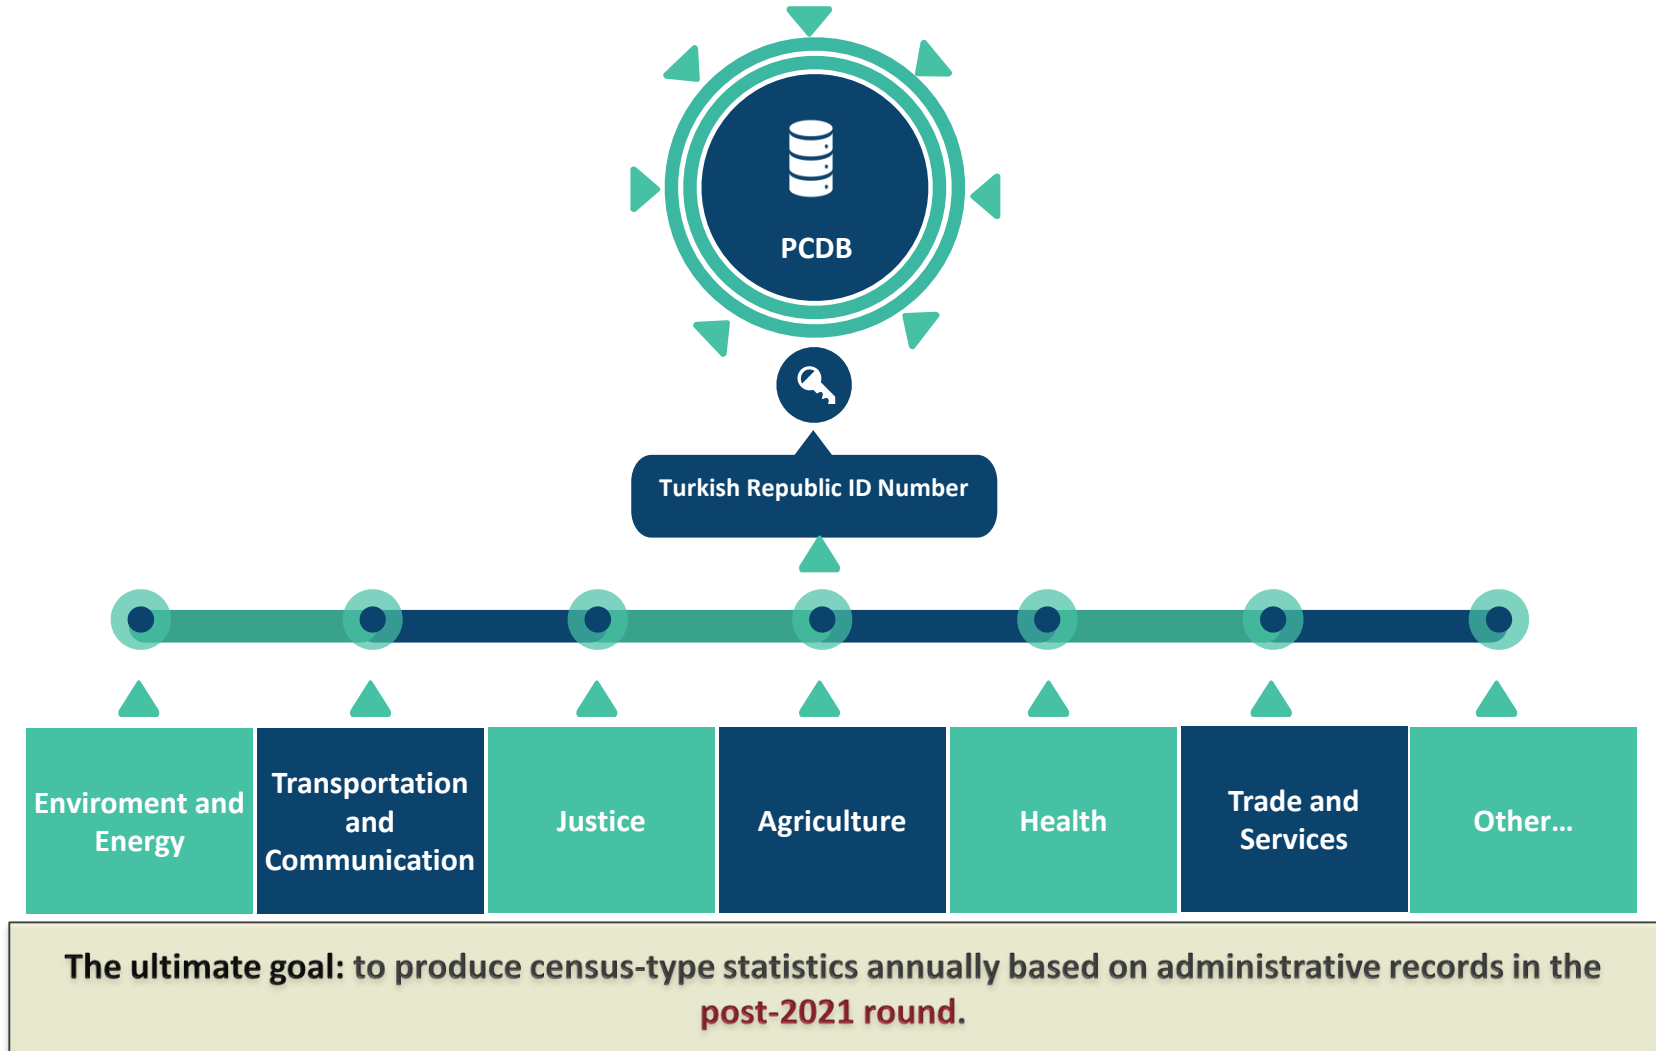 PCDB
Turkish Republic ID Number
Enviroment and
Energy
Transportation
and
Communication
Justice
Agriculture
Health
Trade and
Services
Other...
The ultimate goal: to produce census-type statistics annually based on administrative records in the
post-2021 round.